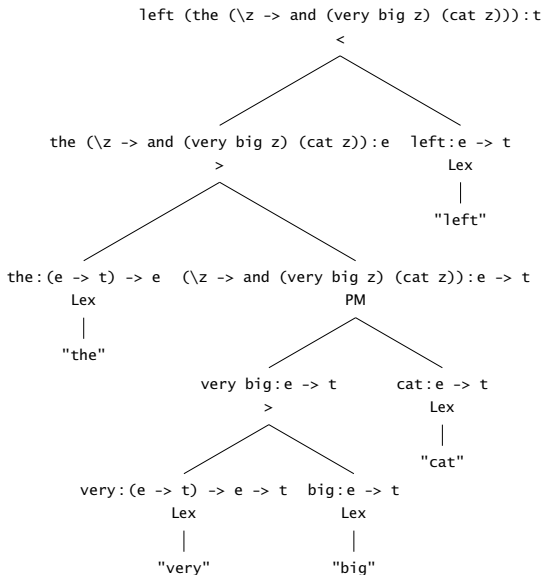 left (the (\z -> and (very big z) (cat z))):t
<
the (\z -> and (very big z) (cat z)):e left:e -> t
> Lex
"left"
the:(e -> t) -> e (\z -> and (very big z) (cat z)):e -> t
Lex PM
"the"
very big:e -> t cat:e -> t
> Lex
"cat"
very:(e -> t) -> e -> t big:e -> t
Lex Lex
"very" "big"